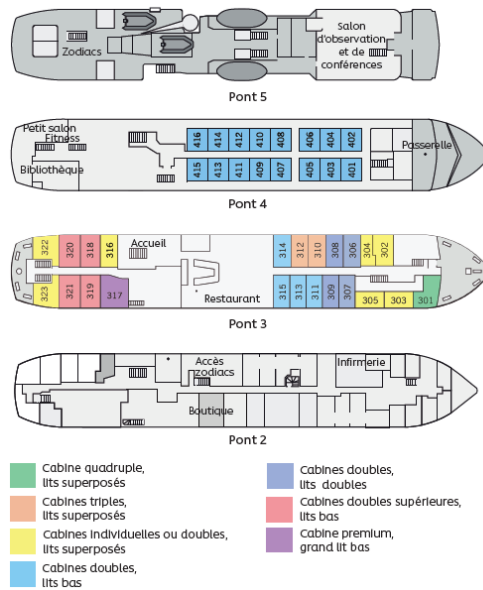 Zodiacs
Salon
d'observation
et de
conférences
Pont 5
Petit salon
Fitness
Bibliothèque
416 414 412 410 408 406 404 402
415 413 411 409 407 405 403 401
Passerelle
Pont 4
322 320 318 316
Accueil
314 312 310 308 306 304 302
323 321 319 317
Restaurant
315 313 311 309 307 305 303 301
Pont 3
Accès
zodiacs
Infirmerie
Boutique
Pont 2
Cabine quadruple,
lits superposés
Cabines triples,
lits superposés
Cabines individuelles ou doubles,
lits superposés
Cabines doubles,
lits bas
Cabines doubles,
lits doubles
Cabines doubles supérieures,
lits bas
Cabine premium,
grand lit bas